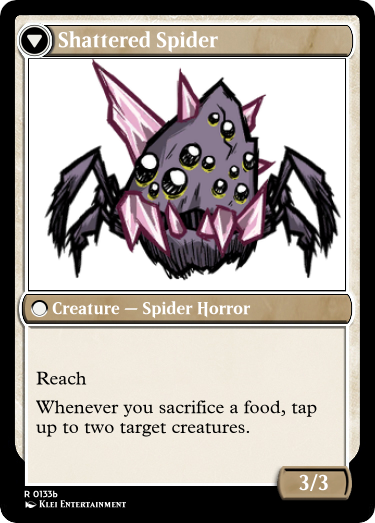 Shattered Spider
Creature — Spider Horror
Reach
Whenever you sacrifice a food, tap
up to two target creatures.
3/3
R 0133b
Klei Entertainment